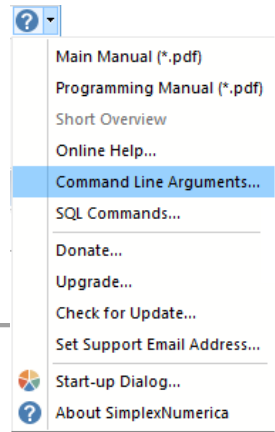 Main Manual (*.pdf)
Programming Manual (*.pdf)
Short Overview
Online Help...
Command Line Arguments...
SQL Commands...
Donate...
Upgrade...
Check for Update...
Set Support Email Address...
Start-up Dialog...
About SimplexNumerica